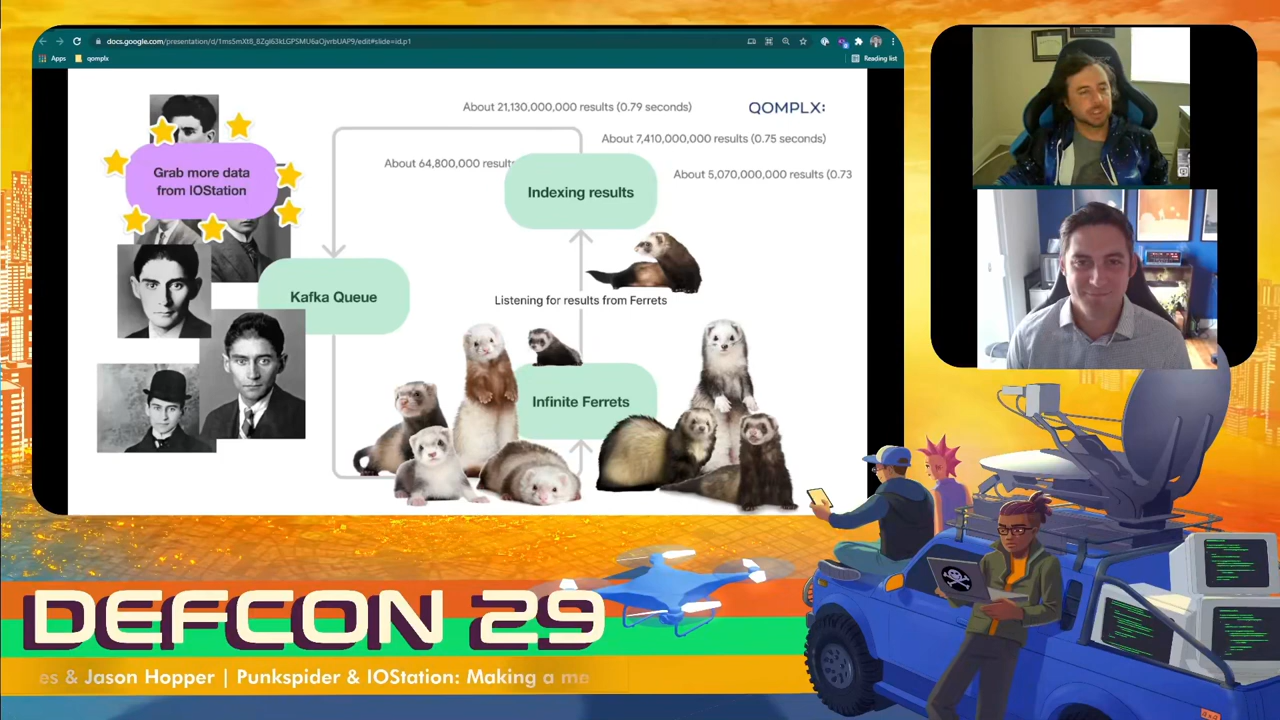 docs.google.com/presentation/d/1ms5mXt8_8Zgl63kLGPSMU6aOjvrbUAP9/edit#slide=id.p1
Apps
qomplx
Reading list
About 21,130,000,000 results (0.79 seconds)
QOMPLX:
About 7,410,000,000 results (0.75 seconds)
About 64,800,000 results
About 5,070,000,000 results (0.73
Grab more data
from IOStation
Indexing results
Kafka Queue
Listening for results from Ferrets
Infinite Ferrets
DEFCON 29
es & Jason Hopper | Punkspider & IOStation: Making a me